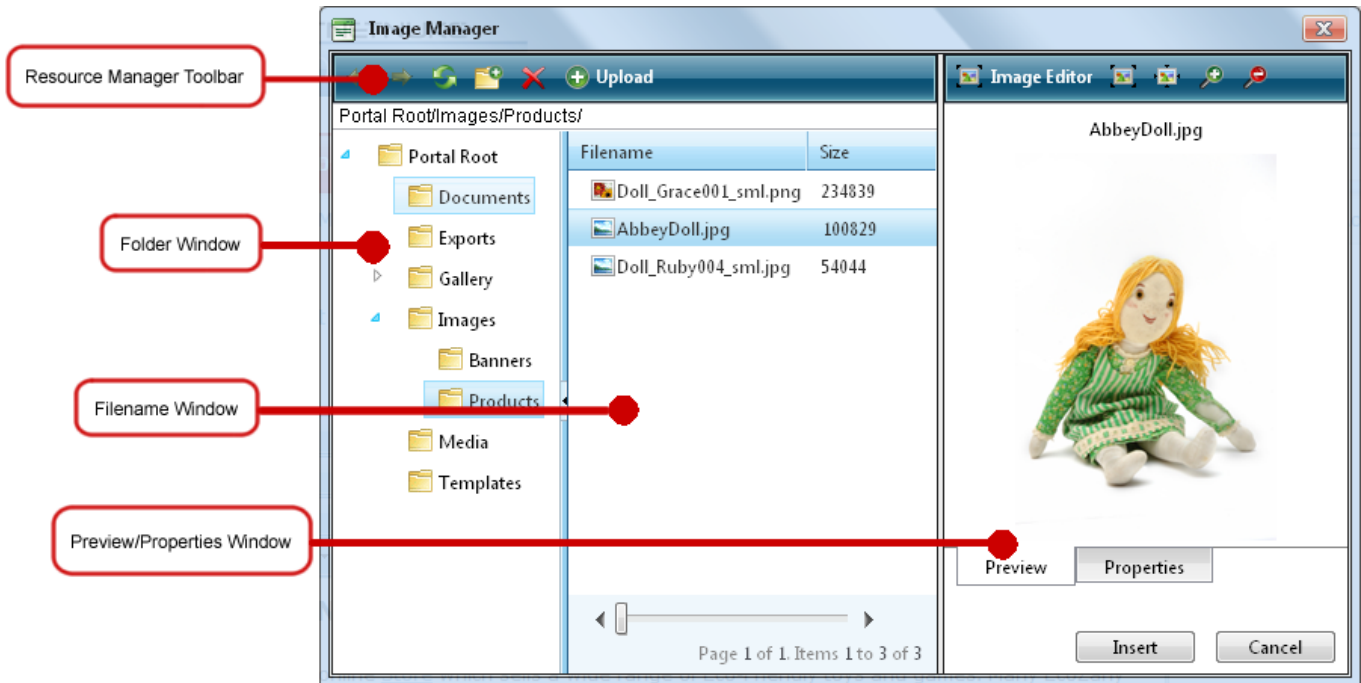 Image Manager
Resource Manager Toolbar
Upload
Image Editor
Portal Root/Images/Products/
AbbeyDoll.jpg
Portal Root
Filename
Size
Documents
Doll_Grace001_sml.png 234839
Folder Window
Exports
AbbeyDoll.jpg 100829
Gallery
Doll_Ruby004_sml.jpg 54044
Images
Banners
Filename Window
Products
Media
Templates
Preview/Properties Window
Preview
Properties
Page 1 of 1. Items 1 to 3 of 3
Insert
Cancel